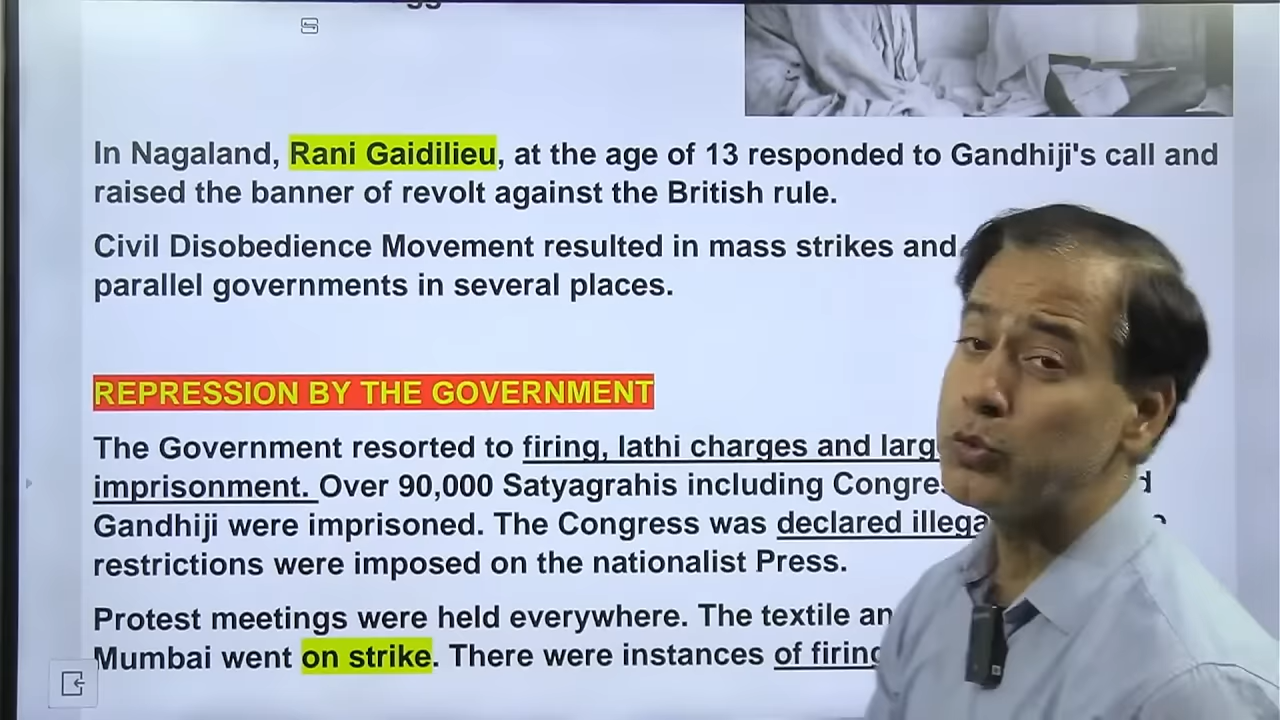 In Nagaland, Rani Gaidilieu, at the age of 13 responded to Gandhiji's call and
raised the banner of revolt against the British rule.
Civil Disobedience Movement resulted in mass strikes and
parallel governments in several places.
REPRESSION BY THE GOVERNMENT
The Government resorted to firing, lathi charges and
imprisonment. Over 90,000 Satyagrahis including
Gandhiji were imprisoned. The Congress was declared
restrictions were imposed on the nationalist Press.
Protest meetings were held everywhere. The textile
Mumbai went on strike. There were instances of